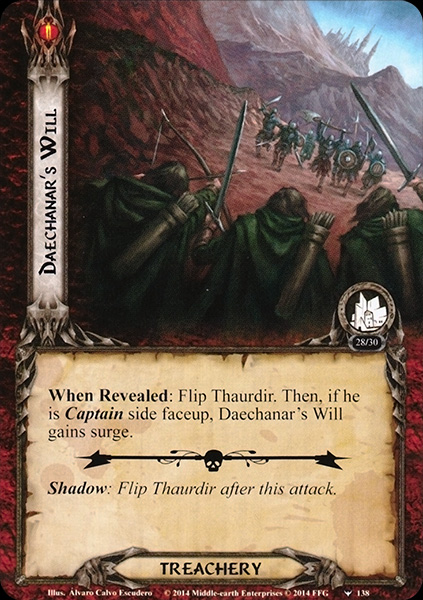 DAECHANAR'S WILL
28/30
When Revealed: Flip Thaurdir. Then, if he
is Captain side faceup, Daechanar's Will
gains surge.
Shadow: Flip Thaurdir after this attack.
TREACHERY
Illus. Alvaro Calvo Escudero © 2014 Middle-earth Enterprises © 2014 FFG 138